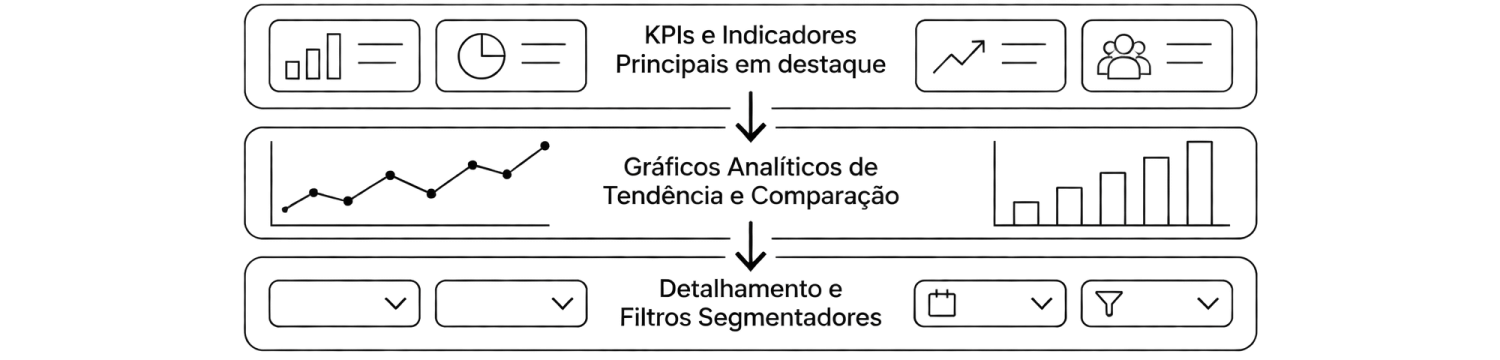 KPIs e Indicadores
Principais em destaque
Gráficos Analíticos de
Tendência e Comparação
Detalhamento e
Filtros Segmentadores